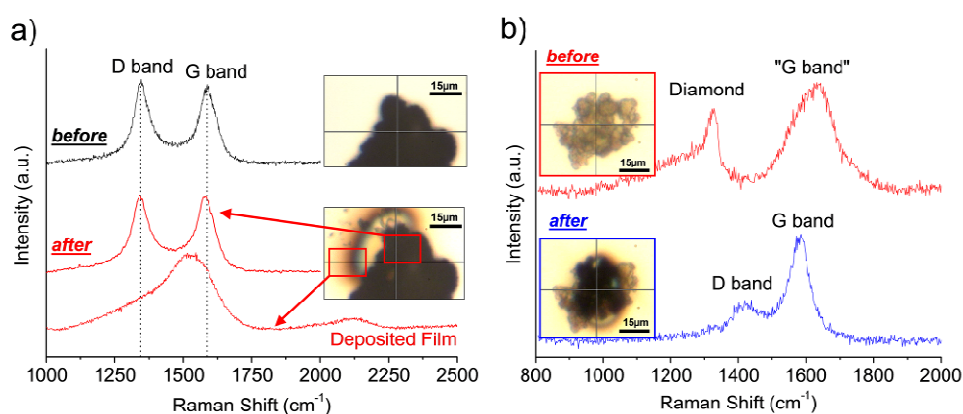 a)
D band
G band
before
15µm
after
15µm
Deposited Film
Intensity (a.u.)
1000 1250 1500 1750 2000 2250 2500
Raman Shift (cm⁻¹)
b)
before
"G band"
Diamond
15µm
after
G band
D band
15µm
Intensity (a.u.)
800 1000 1200 1400 1600 1800 2000
Raman Shift (cm⁻¹)